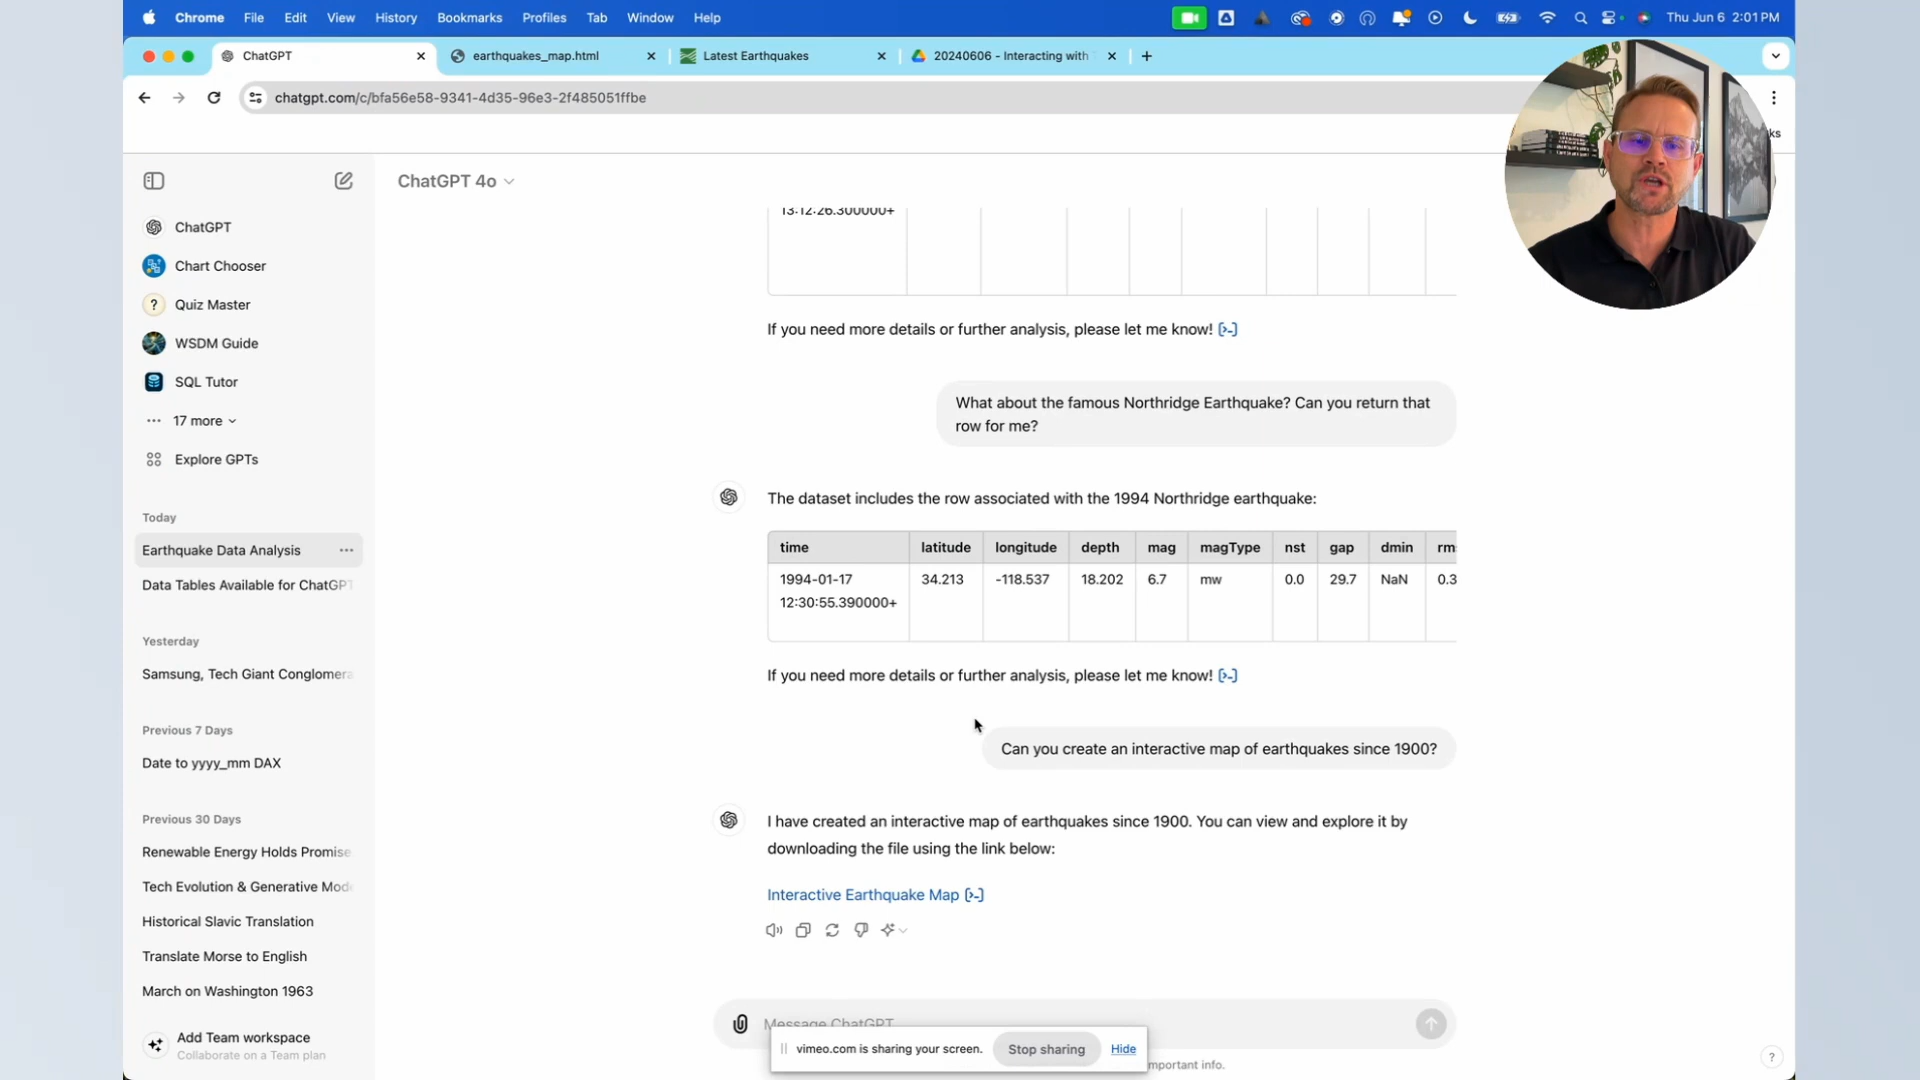 Chrome File Edit View History Bookmarks Profiles Tab Window Help Thu Jun 6 2:01 PM
ChatGPT earthquakes_map.html Latest Earthquakes 20240606 - Interacting with
chatgpt.com/c/bfa56e58-9341-4d35-96e3-2f485051ffbe
ChatGPT 4o
ChatGPT
Chart Chooser
? Quiz Master
WSDM Guide
SQL Tutor
17 more
Explore GPTs
Today
Earthquake Data Analysis
Data Tables Available for ChatGPT
Yesterday
Samsung, Tech Giant Conglomera
Previous 7 Days
Date to yyyy_mm DAX
Previous 30 Days
Renewable Energy Holds Promise
Tech Evolution & Generative Mode
Historical Slavic Translation
Translate Morse to English
March on Washington 1963
Add Team workspace
Collaborate on a Team plan
13:12:26.300000+
If you need more details or further analysis, please let me know! [>-]
What about the famous Northridge Earthquake? Can you return that
row for me?
The dataset includes the row associated with the 1994 Northridge earthquake:
time latitude longitude depth mag magType nst gap dmin rm
1994-01-17 34.213 -118.537 18.202 6.7 mw 0.0 29.7 NaN 0.3
12:30:55.390000+
If you need more details or further analysis, please let me know! [>-]
Can you create an interactive map of earthquakes since 1900?
I have created an interactive map of earthquakes since 1900. You can view and explore it by
downloading the file using the link below:
Interactive Earthquake Map [>-]
Message ChatGPT
vimeo.com is sharing your screen. Stop sharing Hide
mportant info.
?